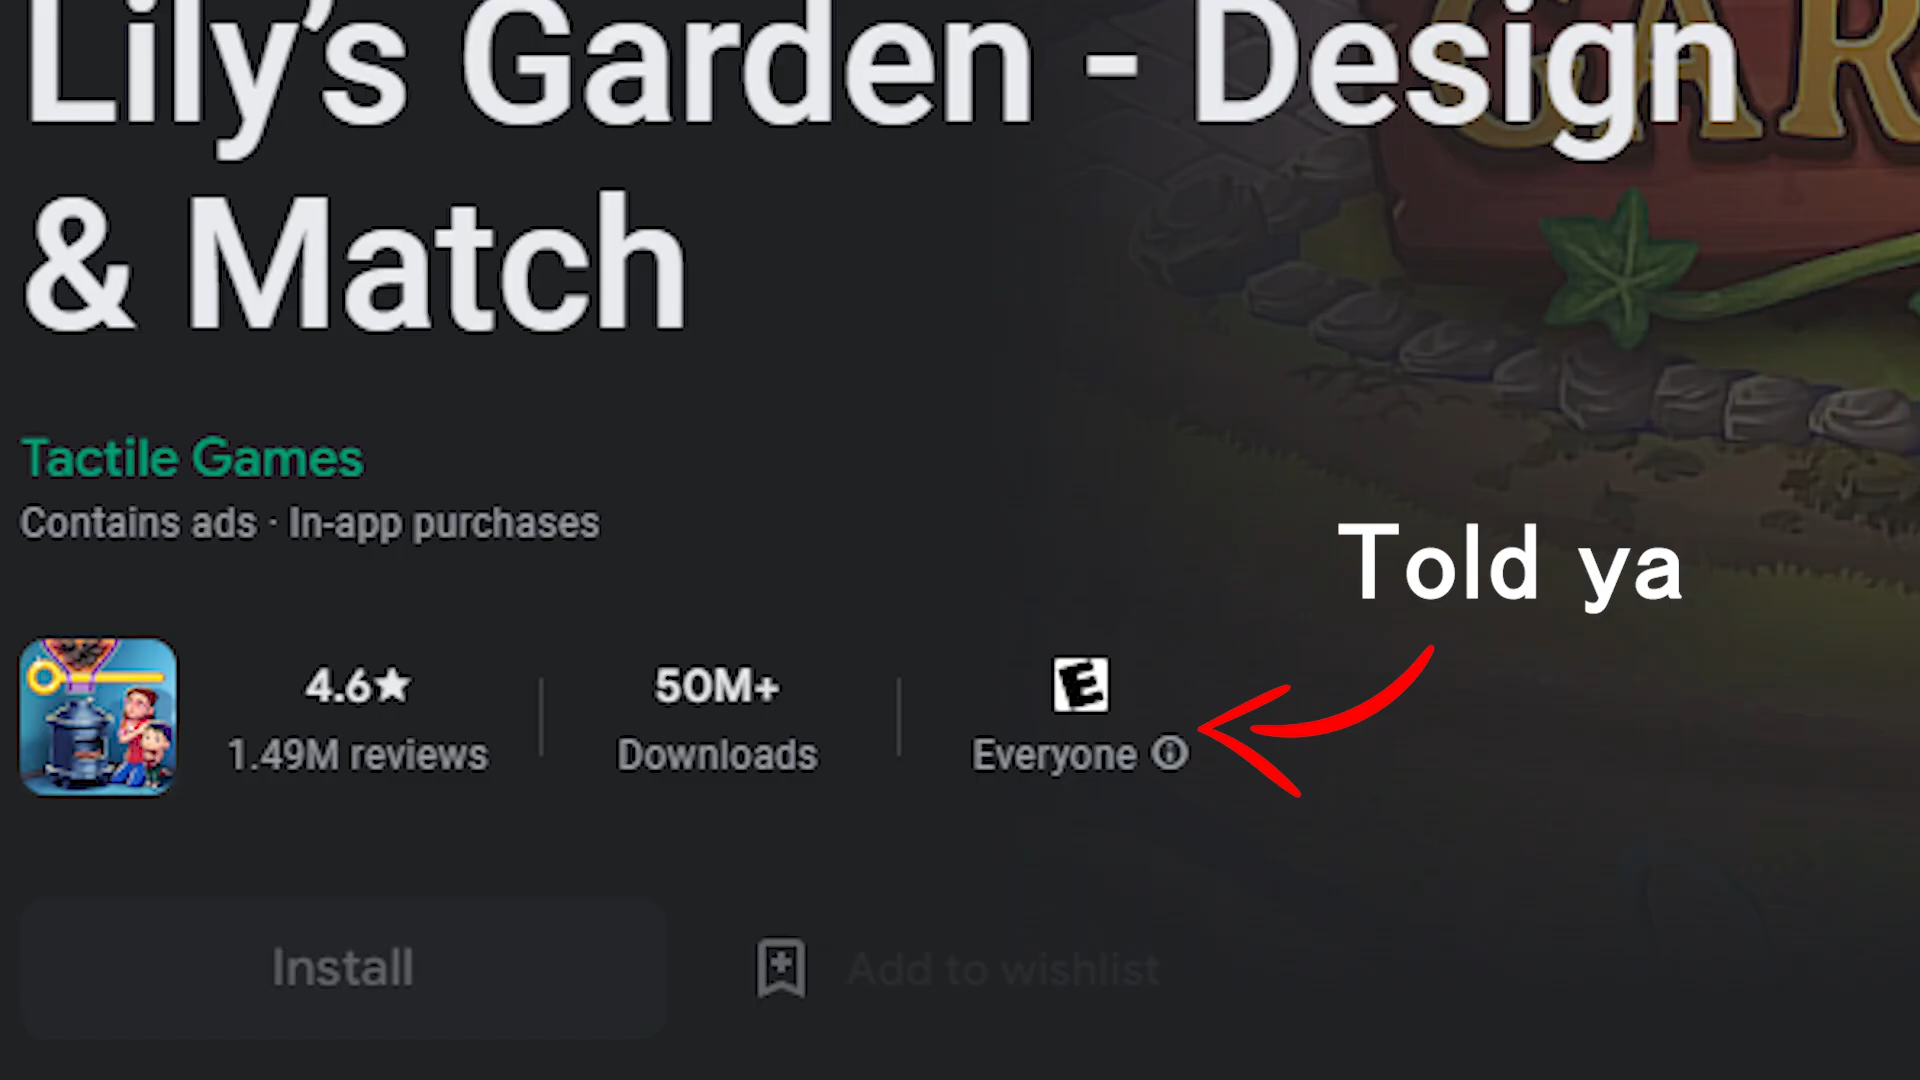 Lily’s Garden - Design
& Match
GAR
Tactile Games
Contains ads · In-app purchases
Told ya
4.6★
1.49M reviews
50M+
Downloads
E
Everyone
Install
Add to wishlist